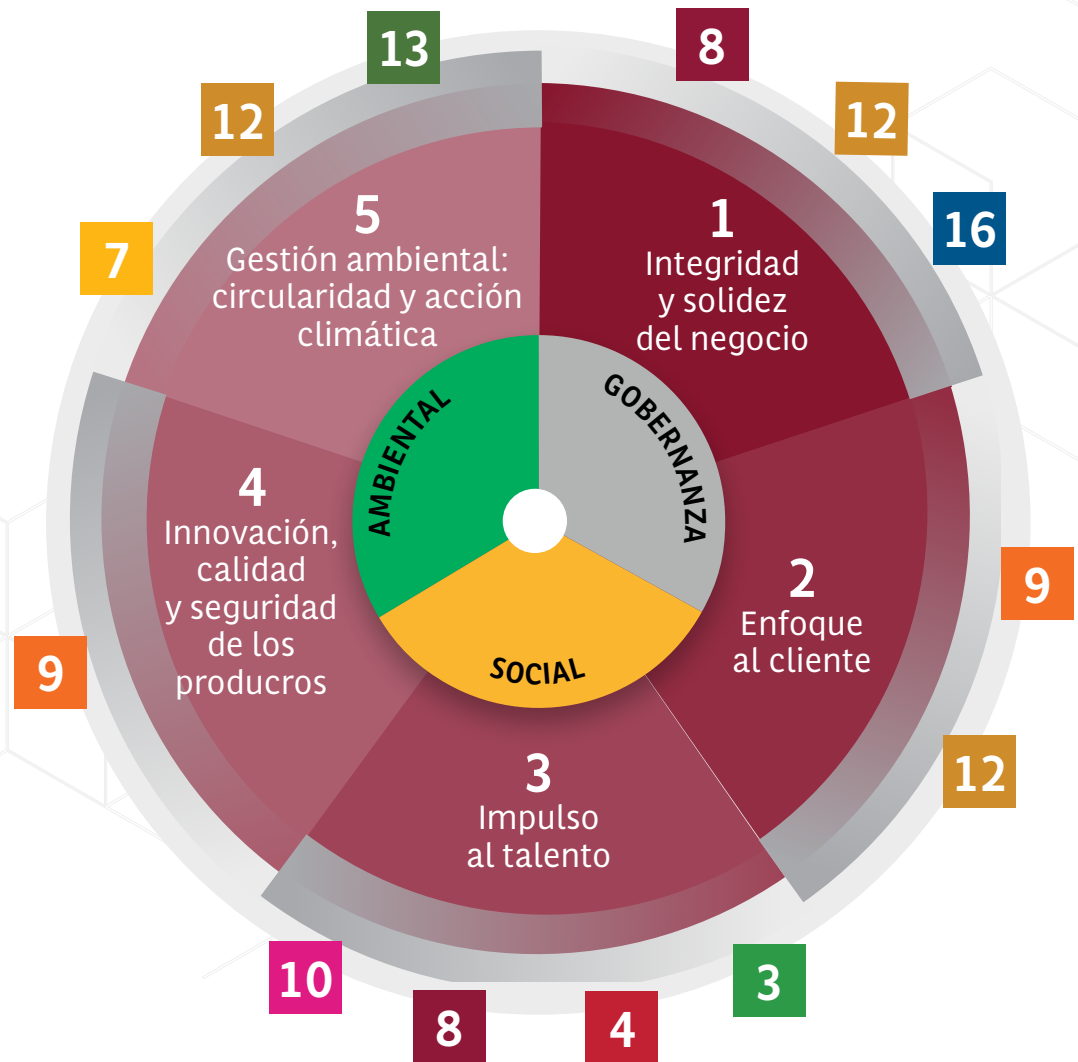 13
8
12
12
16
7
5
Gestión ambiental:
circularidad y acción
climática
1
Integridad
y solidez
del negocio
AMBIENTAL
GOBERNANZA
SOCIAL
4
Innovación,
calidad
y seguridad
de los
producros
2
Enfoque
al cliente
9
9
3
Impulso
al talento
12
10
8
4
3